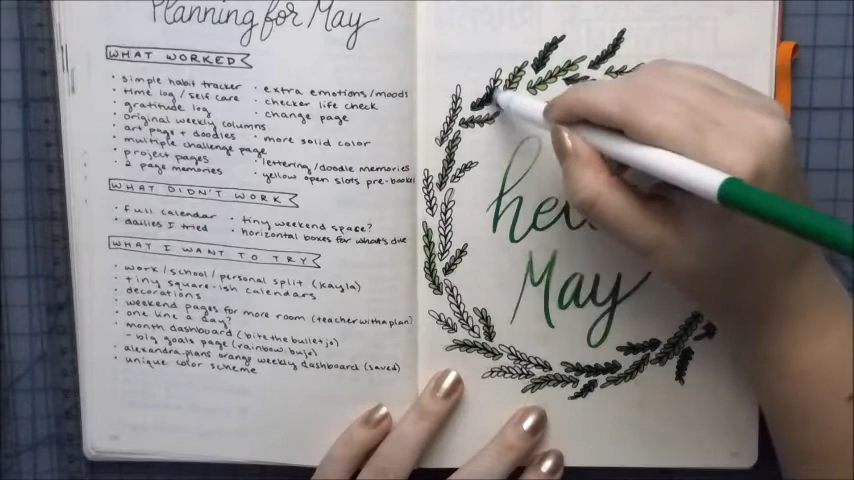 Planning for May
WHAT WORKED
• simple habit tracker
• time log / self care
• gratitude log
• original weekly columns
• art page + doodles
• multiple challenge page
• project pages
• 2 page memories
• extra emotions/moods
• checker life check
• change page
• more solid color
• lettering/doodle memories
• yellow open slots pre-booked
WHAT DIDN'T WORK
• full calendar
• dailies I tried
• tiny weekend space?
• horizontal boxes for what's due
WHAT I WANT TO TRY
• work/school/personal split (kayla)
• tiny square-ish calendars
• decorations
• weekend pages for more room (teacherwithaplan?
• one line a day?
• month dashboard (bitethebulletjo)
- big goals page (rainbow.bujo)
• alexandra.plans orange weekly dashboard (saved)
• unique color scheme
May